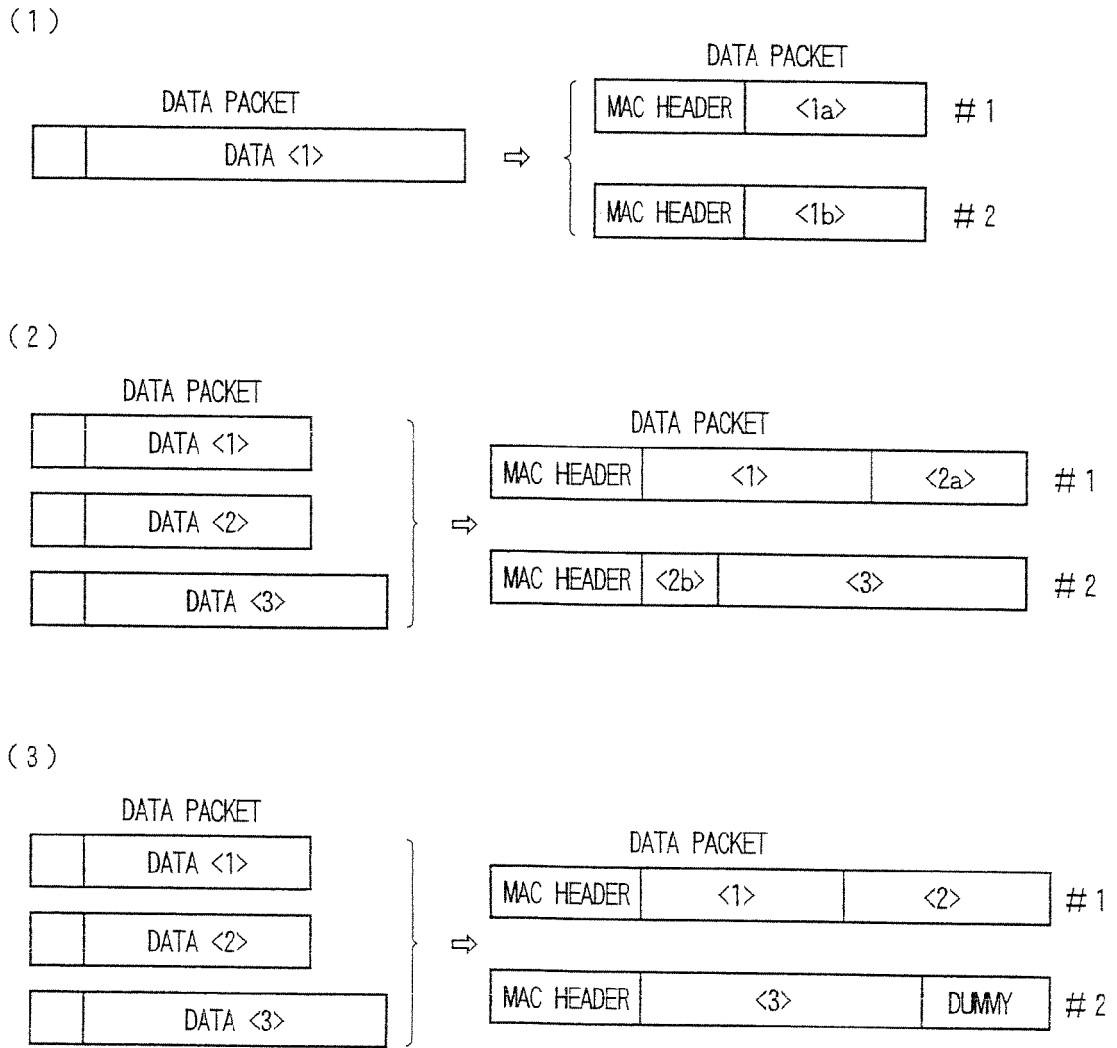 (1)
DATA PACKET
DATA PACKET
MAC HEADER <1a> #1
DATA <1> ⇨
MAC HEADER <1b> #2
(2)
DATA PACKET
DATA <1>
DATA PACKET
MAC HEADER <1> <2a> #1
DATA <2> ⇨
MAC HEADER <2b> <3> #2
DATA <3>
(3)
DATA PACKET
DATA <1>
DATA PACKET
MAC HEADER <1> <2> #1
DATA <2> ⇨
MAC HEADER <3> DUMMY #2
DATA <3>